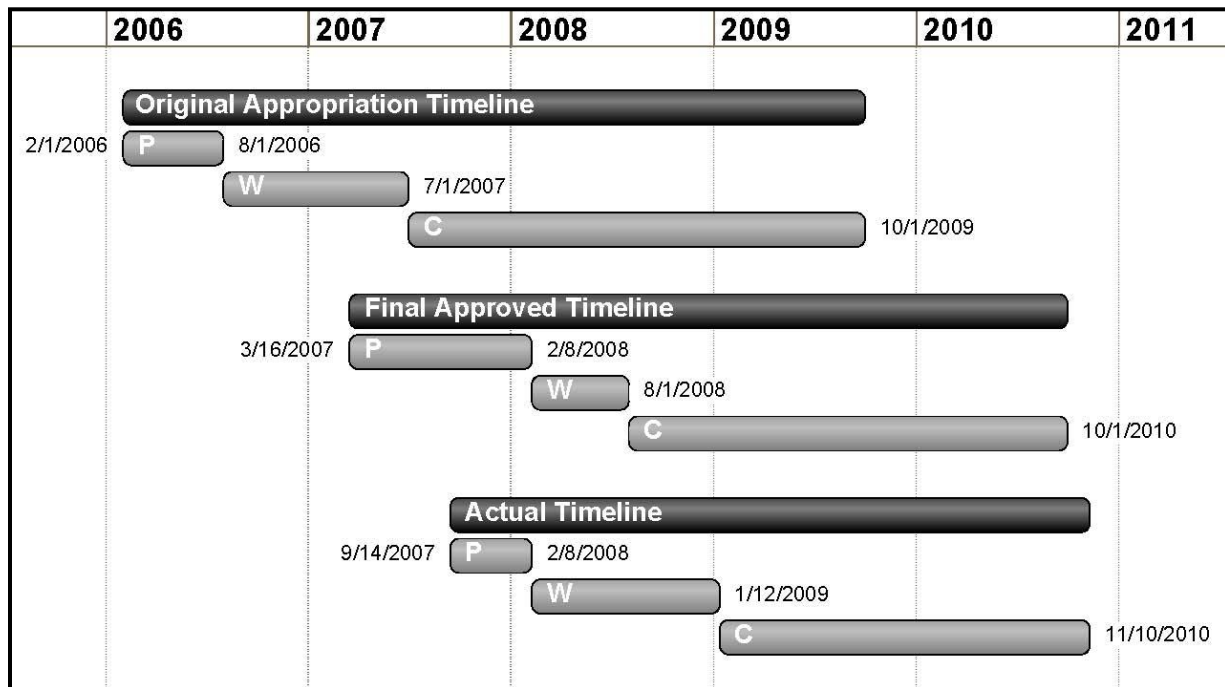 2006 2007 2008 2009 2010 2011
Original Appropriation Timeline
2/1/2006 P 8/1/2006
W 7/1/2007
C 10/1/2009
Final Approved Timeline
3/16/2007 P 2/8/2008
W 8/1/2008
C 10/1/2010
Actual Timeline
9/14/2007 P 2/8/2008
W 1/12/2009
C 11/10/2010